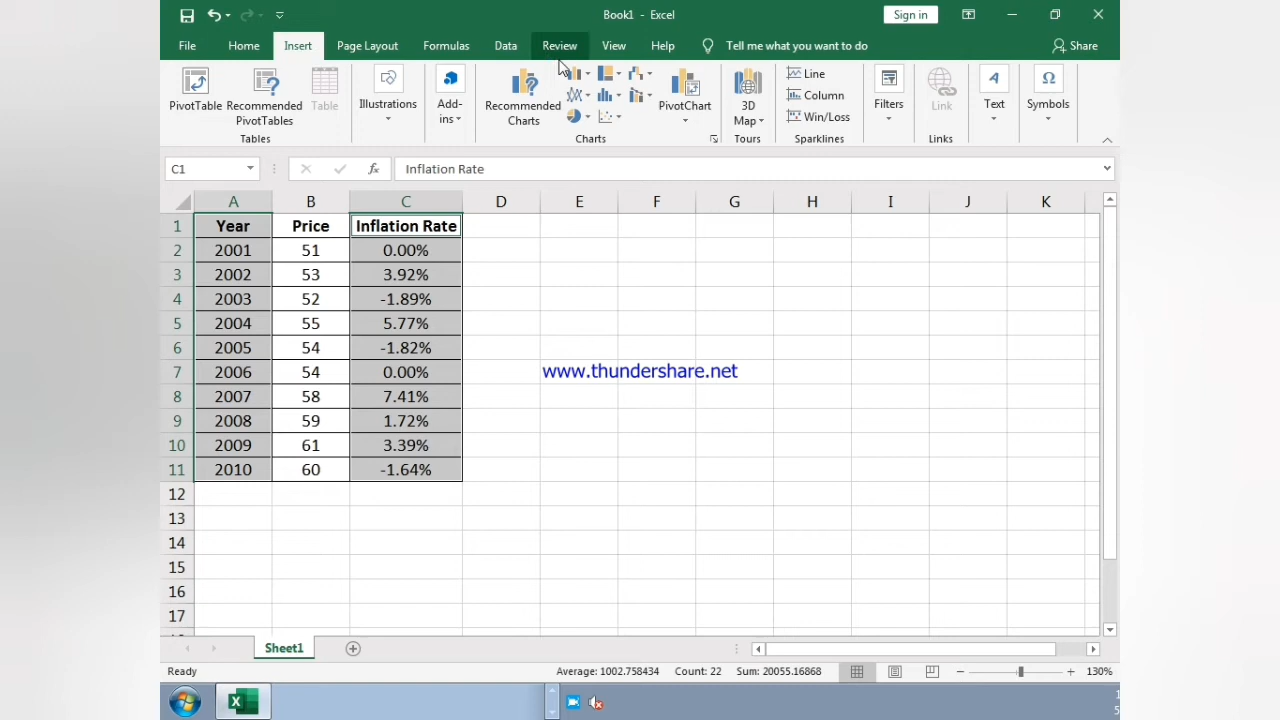 Book1 - Excel
Sign in
File Home Insert Page Layout Formulas Data Review View Help Tell me what you want to do Share
PivotTable Recommended PivotTables Table
Illustrations
Add-ins
Recommended Charts
PivotChart
3D Map
Line
Column
Win/Loss
Filters
Link
Text
Symbols
Tables Charts Tours Sparklines Links
C1 fx Inflation Rate
A B C D E F G H I J K
1 Year Price Inflation Rate
2 2001 51 0.00%
3 2002 53 3.92%
4 2003 52 -1.89%
5 2004 55 5.77%
6 2005 54 -1.82%
7 2006 54 0.00%
8 2007 58 7.41%
9 2008 59 1.72%
10 2009 61 3.39%
11 2010 60 -1.64%
www.thundershare.net
12
13
14
15
16
17
Sheet1
Ready Average: 1002.758434 Count: 22 Sum: 20055.16868 130%